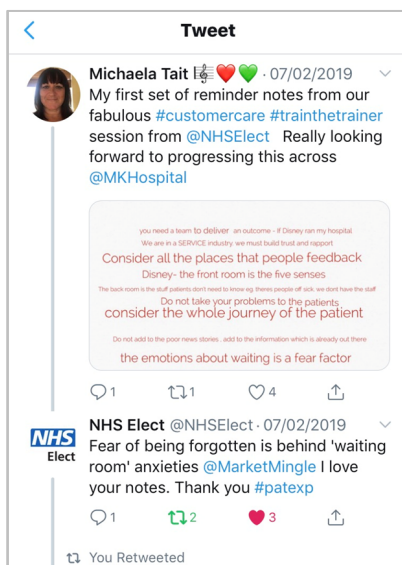 Tweet
Michaela Tait 🎼❤️💚 · 07/02/2019
My first set of reminder notes from our
fabulous #customercare #trainthetrainer
session from @NHSElect Really looking
forward to progressing this across
@MKHospital
you need a team to deliver an outcome - if Disney ran my hospital
We are in a SERVICE industry we must build trust and rapport
Consider all the places that people feedback
Disney- the front room is the five senses
The back room is the stuff patients don't need to know eg theres people off sick we dont have the staff
Do not take your problems to the patients
consider the whole journey of the patient
Do not add to the poor news stories . add to the information which is already out there
the emotions about waiting is a fear factor
1 1 4
NHS Elect @NHSElect · 07/02/2019
NHS
Elect
Fear of being forgotten is behind 'waiting
room' anxieties @MarketMingle I love
your notes. Thank you #patexp
1 2 3
You Retweeted